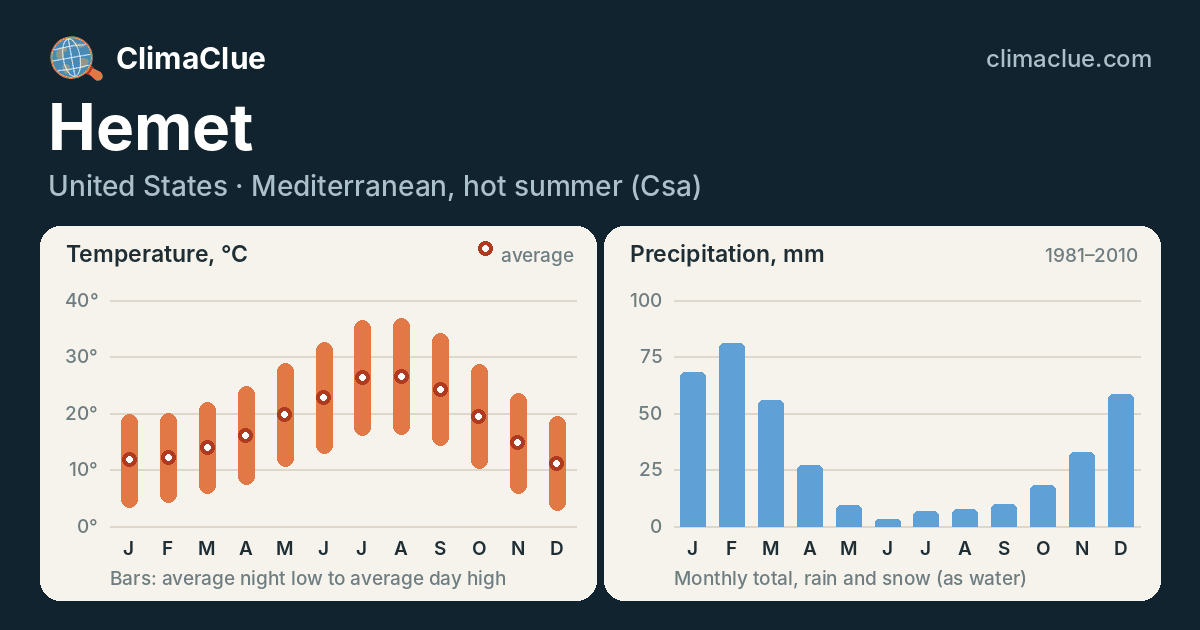 ClimaClue
climaclue.com
Hemet
United States · Mediterranean, hot summer (Csa)
Temperature, °C
average
40°
30°
20°
10°
0°
J F M A M J J A S O N D
Bars: average night low to average day high
Precipitation, mm
1981–2010
100
75
50
25
0
J F M A M J J A S O N D
Monthly total, rain and snow (as water)